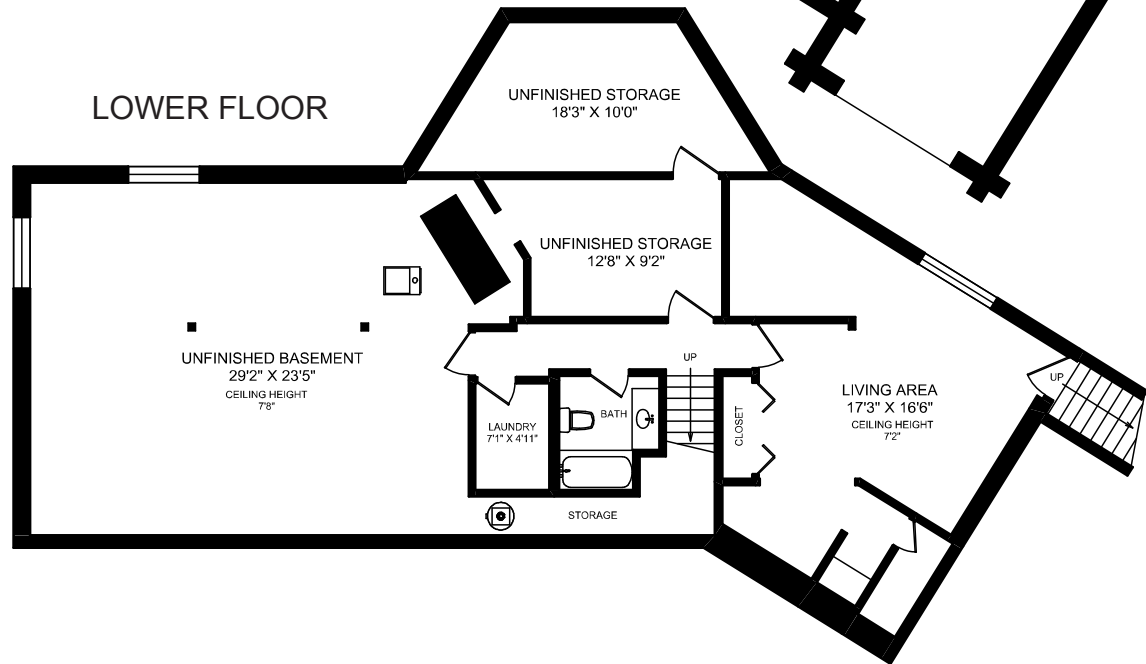 LOWER FLOOR
UNFINISHED STORAGE
18'3" X 10'0"
UNFINISHED STORAGE
12'8" X 9'2"
UNFINISHED BASEMENT
29'2" X 23'5"
CEILING HEIGHT
7'8"
UP
UP
LIVING AREA
17'3" X 16'6"
CEILING HEIGHT
7'2"
LAUNDRY
7'1" X 4'11"
BATH
CLOSET
STORAGE